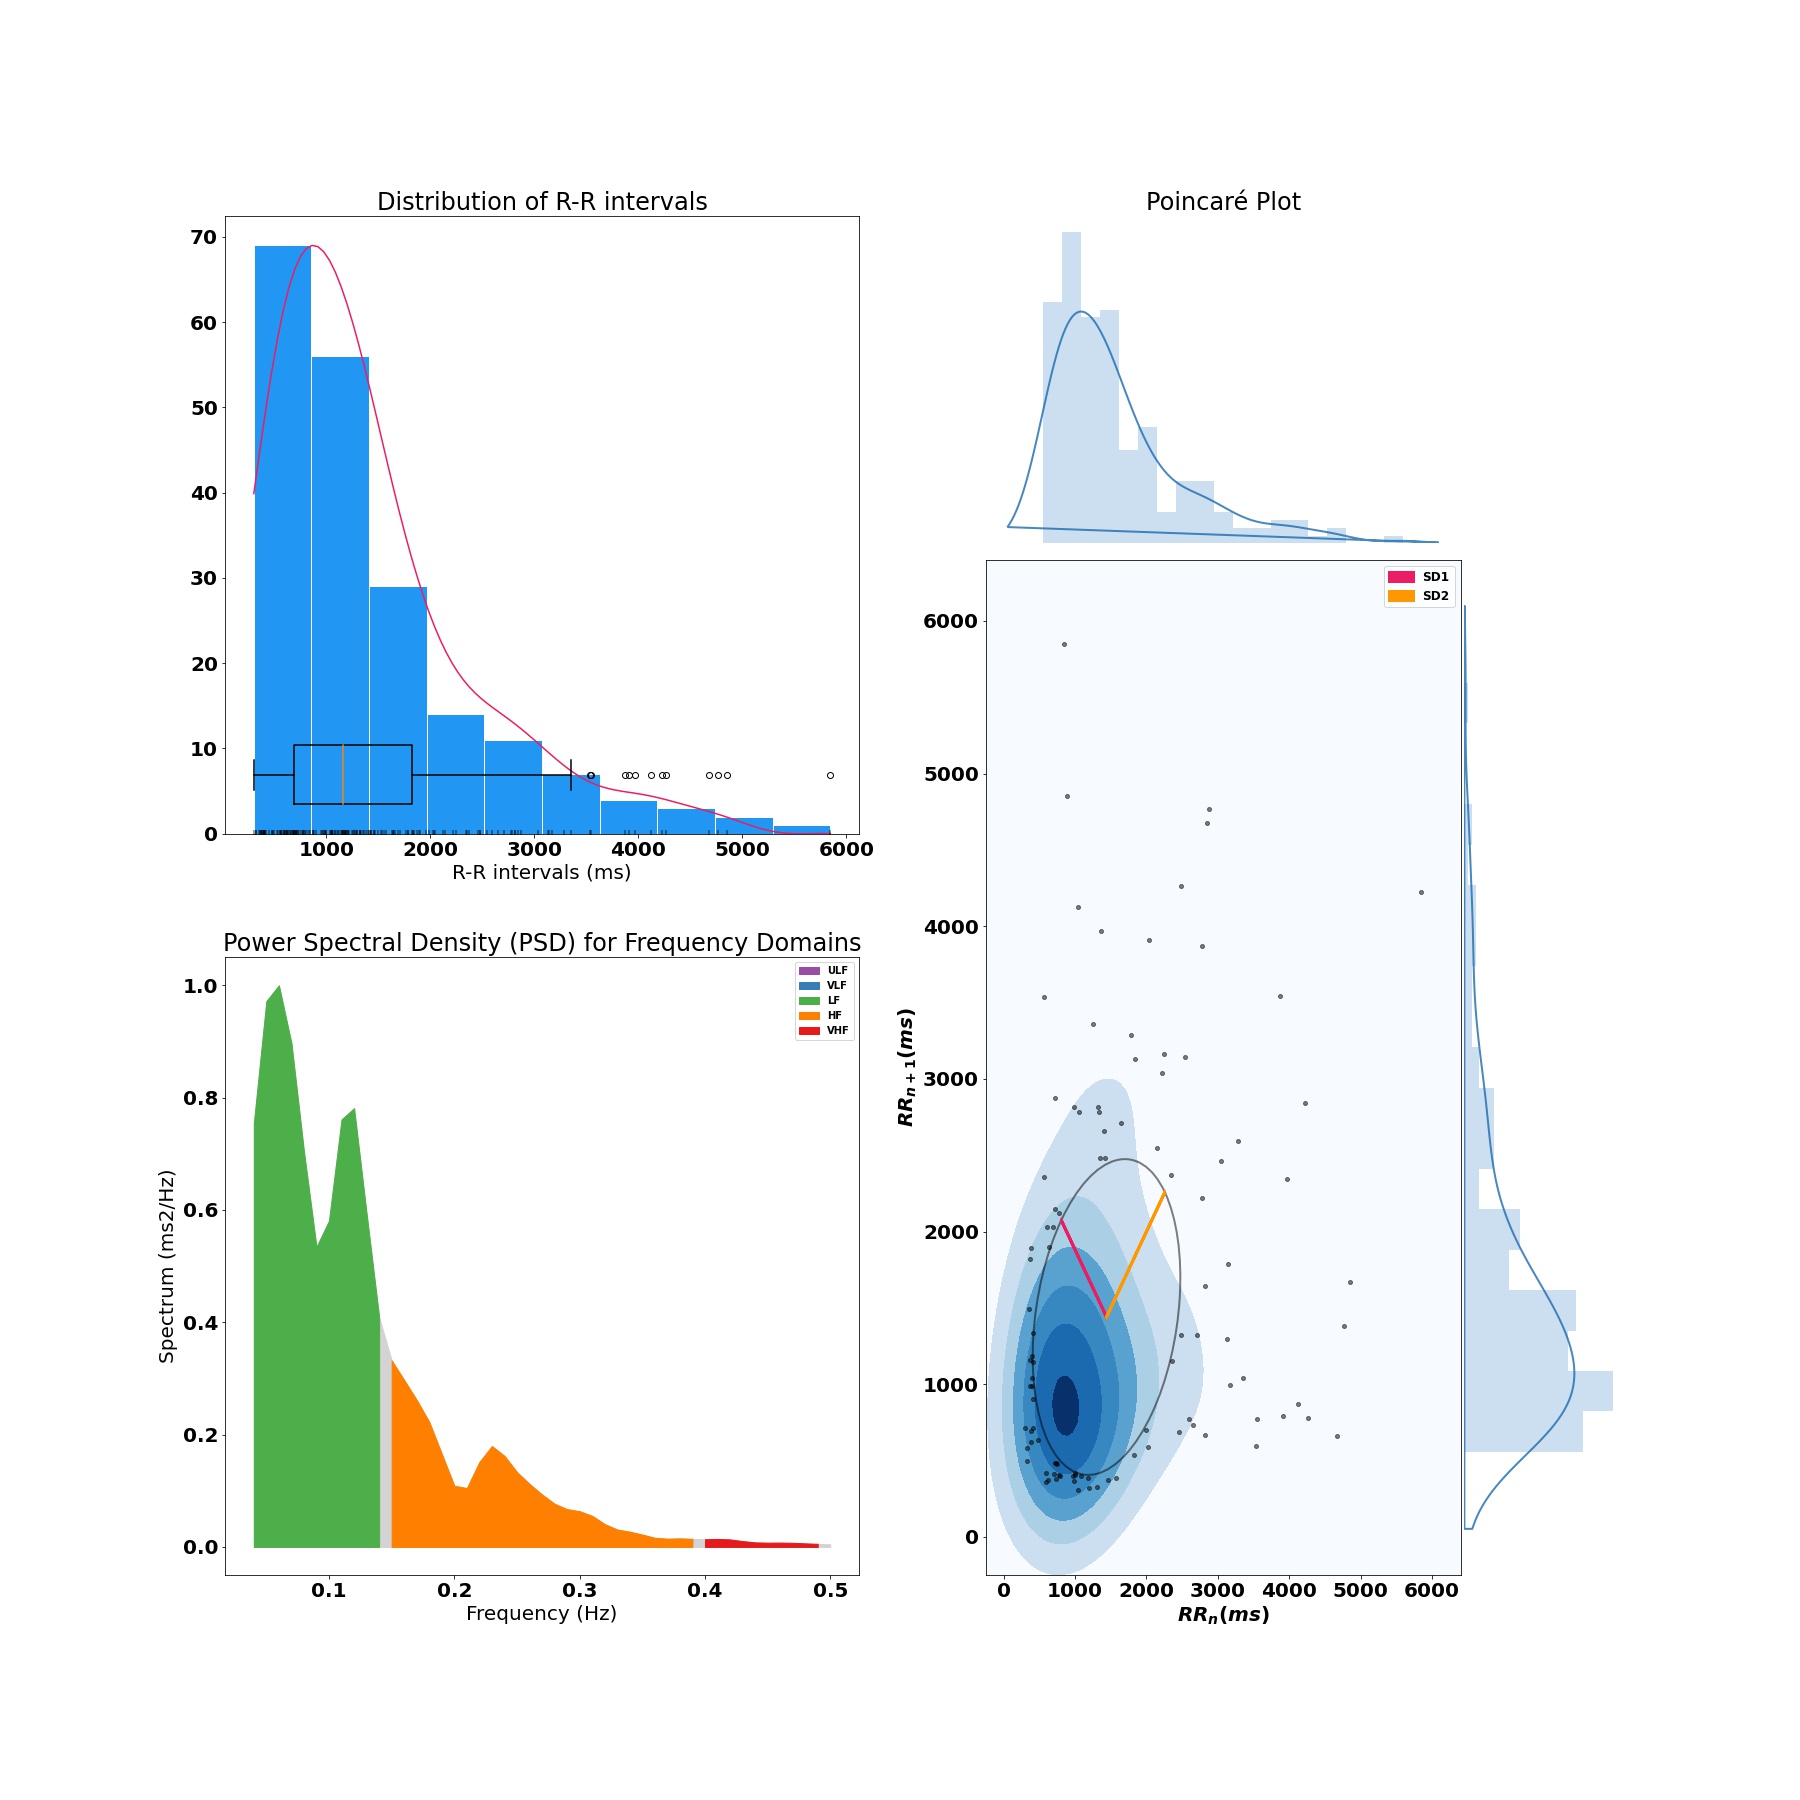 Distribution of R-R intervals
70
60
50
40
30
20
10
0
1000 2000 3000 4000 5000 6000
R-R intervals (ms)
Power Spectral Density (PSD) for Frequency Domains
ULF
VLF
LF
HF
VHF
1.0
0.8
0.6
0.4
0.2
0.0
Spectrum (ms2/Hz)
0.1 0.2 0.3 0.4 0.5
Frequency (Hz)
Poincaré Plot
SD1
SD2
6000
5000
4000
3000
2000
1000
0
RRn+1(ms)
0 1000 2000 3000 4000 5000 6000
RRn(ms)